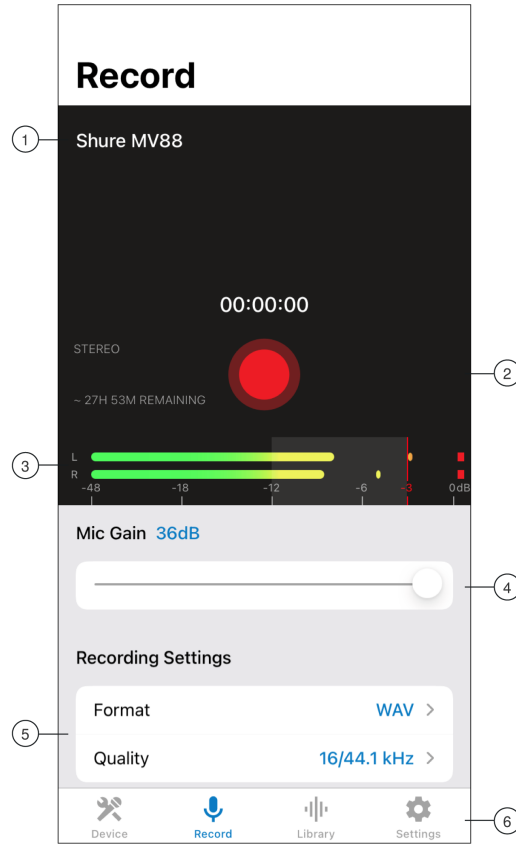 Record
1
Shure MV88
00:00:00
STEREO
2
~ 27H 53M REMAINING
3
L
R
-48 -18 -12 -6 -3 0dB
Mic Gain 36dB
4
Recording Settings
Format WAV >
5
Quality 16/44.1 kHz >
Device Record Library Settings
6